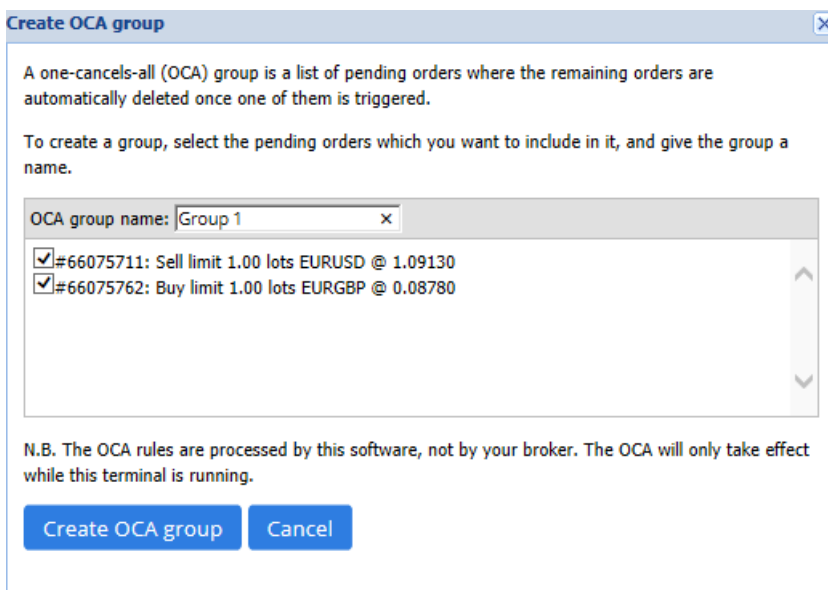 Create OCA group
A one-cancels-all (OCA) group is a list of pending orders where the remaining orders are
automatically deleted once one of them is triggered.
To create a group, select the pending orders which you want to include in it, and give the group a
name.
OCA group name: Group 1
#66075711: Sell limit 1.00 lots EURUSD @ 1.09130
#66075762: Buy limit 1.00 lots EURGBP @ 0.08780
N.B. The OCA rules are processed by this software, not by your broker. The OCA will only take effect
while this terminal is running.
Create OCA group Cancel